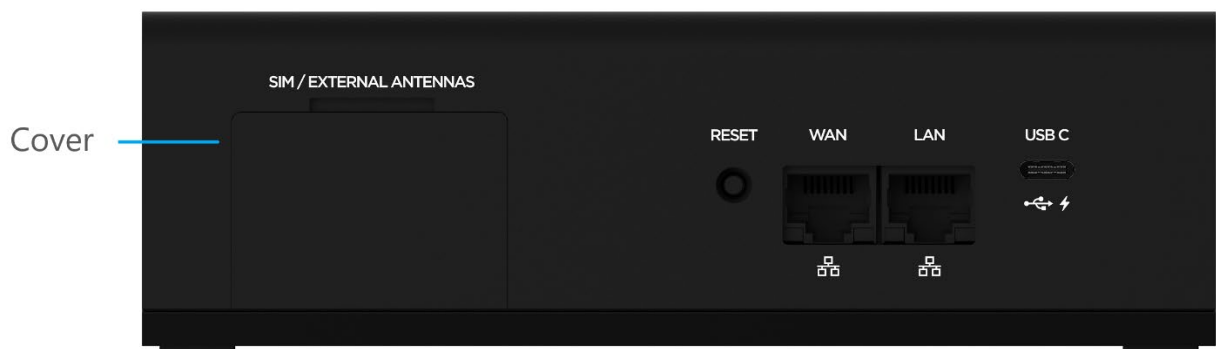 SIM / EXTERNAL ANTENNAS
Cover
RESET WAN LAN USB C